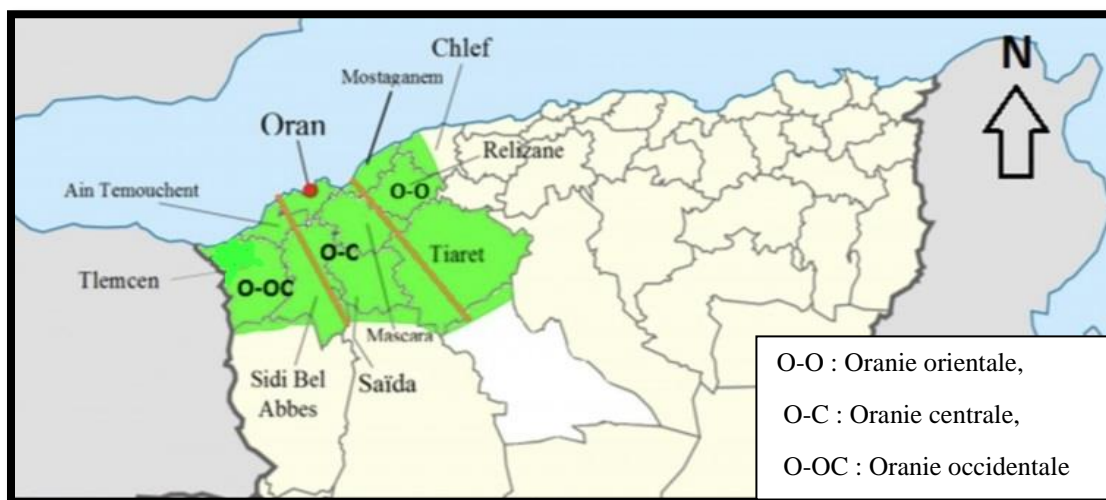 Chlef
N
Mostaganem
Oran
Relizane
O-O
Ain Temouchent
O-C
Tiaret
Tlemcen
O-OC
Mascara
Sidi Bel
Abbes
Saïda
O-O : Oranie orientale,
O-C : Oranie centrale,
O-OC : Oranie occidentale